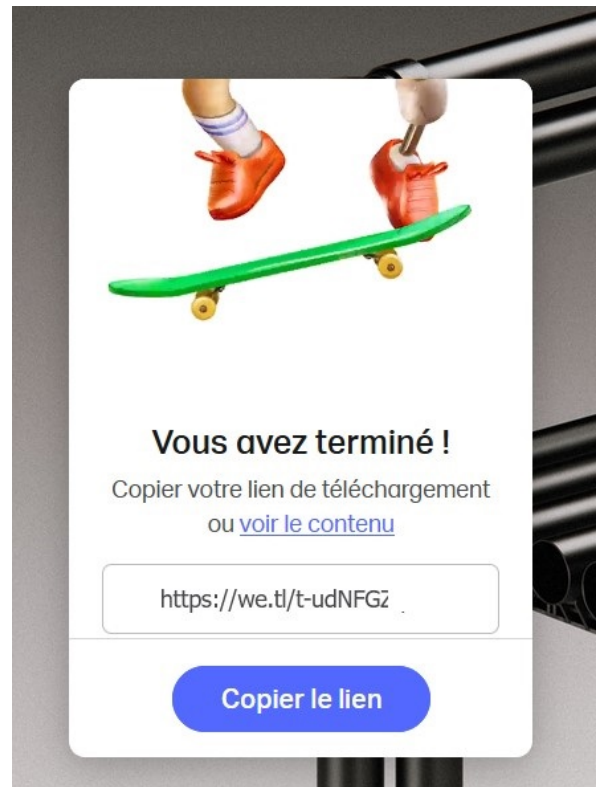 Vous avez terminé !
Copier votre lien de téléchargement
ou voir le contenu
https://we.tl/t-udNFGZ
Copier le lien